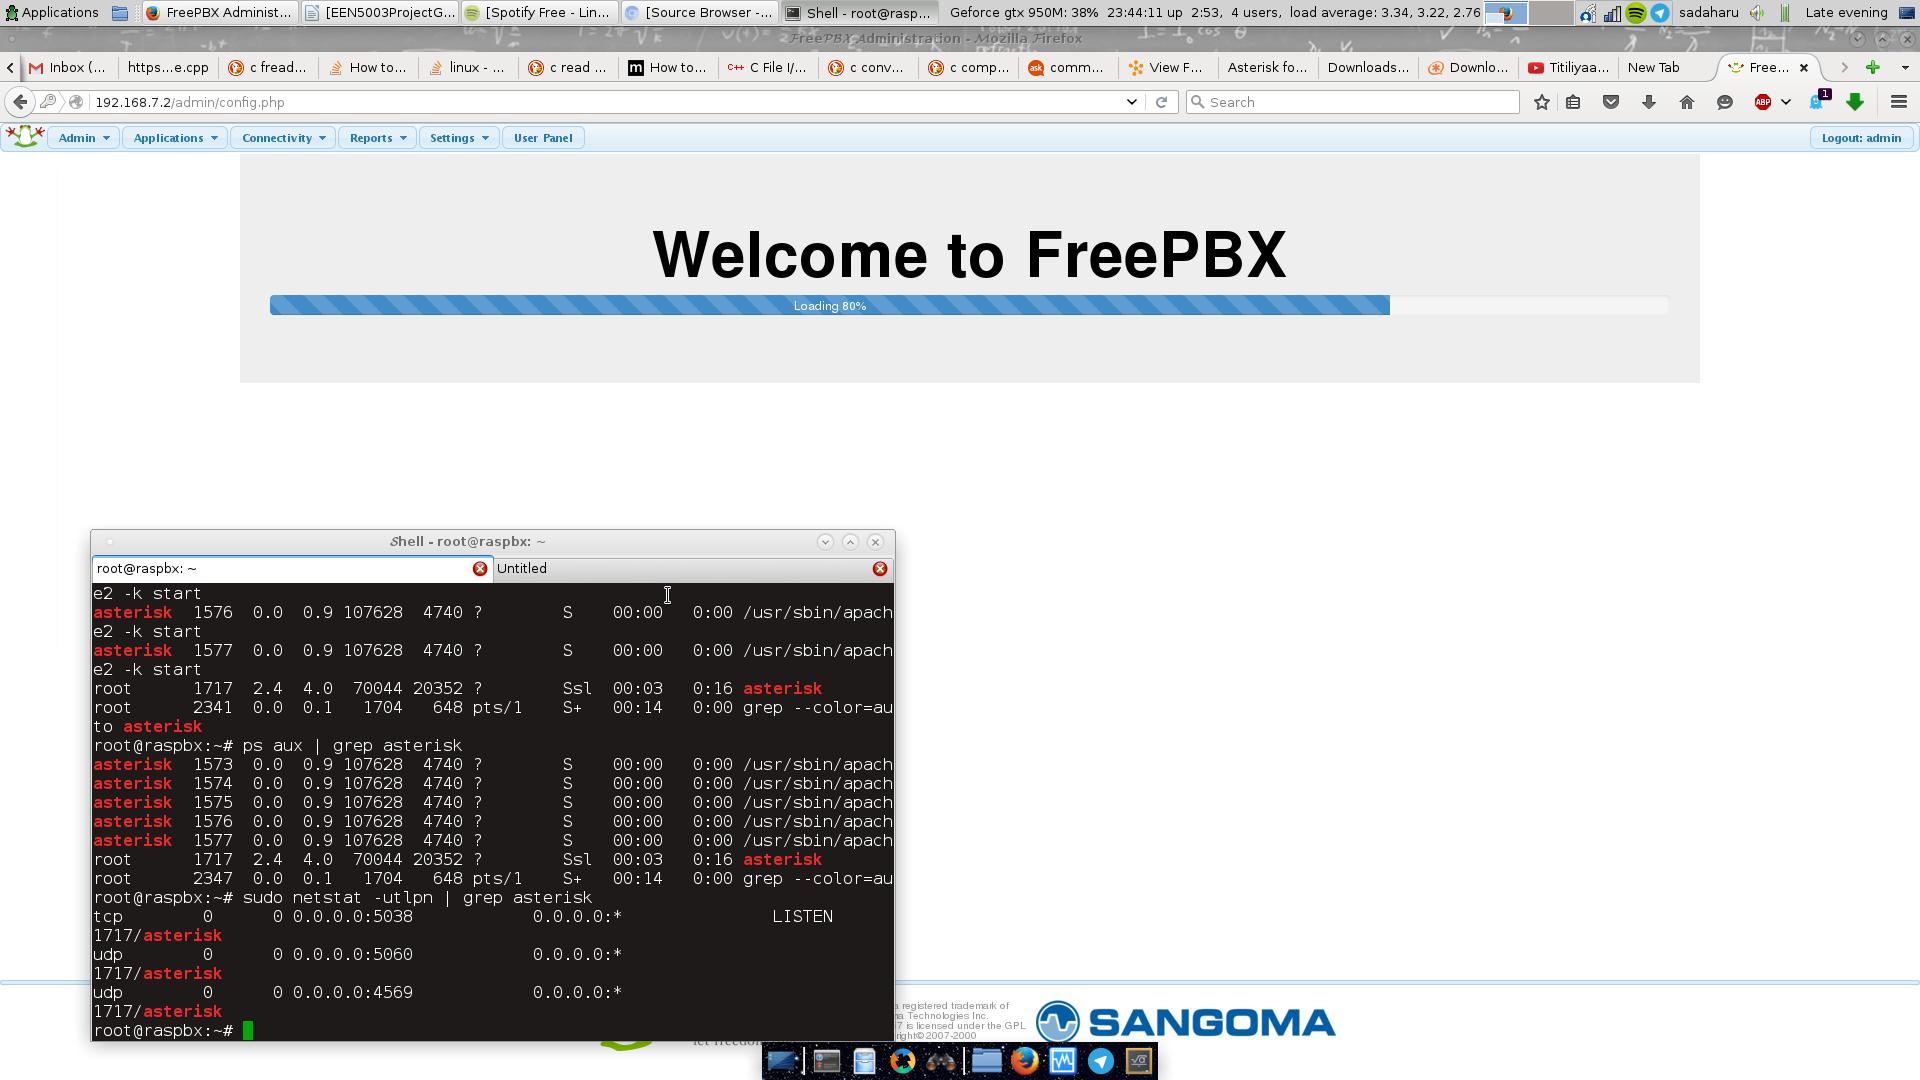 Applications
FreePBX Administ...
[EEN5003ProjectG...
[Spotify Free - Lin...
[Source Browser -...
Shell - root@rasp...
Geforce gtx 950M: 38% 23:44:11 up 2:53, 4 users, load average: 3.34, 3.22, 2.76
sadaharu
Late evening
FreePBX Administration - Mozilla Firefox
Inbox (...
https...e.cpp
c fread...
How to...
linux - ...
c read ...
How to...
C File I/...
c conv...
c comp...
comm...
View F...
Asterisk fo...
Downloads...
Downlo...
Titiliyaa...
New Tab
Free...
192.168.7.2/admin/config.php
Search
ABP
1
Admin
Applications
Connectivity
Reports
Settings
User Panel
Logout: admin
Welcome to FreePBX
Loading 80%
Shell - root@raspbx: ~
root@raspbx: ~
Untitled
e2 -k start
asterisk 1576 0.0 0.9 107628 4740 ? S 00:00 0:00 /usr/sbin/apach
e2 -k start
asterisk 1577 0.0 0.9 107628 4740 ? S 00:00 0:00 /usr/sbin/apach
e2 -k start
root 1717 2.4 4.0 70044 20352 ? Ssl 00:03 0:16 asterisk
root 2341 0.0 0.1 1704 648 pts/1 S+ 00:14 0:00 grep --color=au
to asterisk
root@raspbx:~# ps aux | grep asterisk
asterisk 1573 0.0 0.9 107628 4740 ? S 00:00 0:00 /usr/sbin/apach
asterisk 1574 0.0 0.9 107628 4740 ? S 00:00 0:00 /usr/sbin/apach
asterisk 1575 0.0 0.9 107628 4740 ? S 00:00 0:00 /usr/sbin/apach
asterisk 1576 0.0 0.9 107628 4740 ? S 00:00 0:00 /usr/sbin/apach
asterisk 1577 0.0 0.9 107628 4740 ? S 00:00 0:00 /usr/sbin/apach
root 1717 2.4 4.0 70044 20352 ? Ssl 00:03 0:16 asterisk
root 2347 0.0 0.1 1704 648 pts/1 S+ 00:14 0:00 grep --color=au
root@raspbx:~# sudo netstat -utlpn | grep asterisk
tcp 0 0 0.0.0.0:5038 0.0.0.0:* LISTEN
1717/asterisk
udp 0 0 0.0.0.0:5060 0.0.0.0:*
1717/asterisk
udp 0 0 0.0.0.0:4569 0.0.0.0:*
1717/asterisk
root@raspbx:~#
a registered trademark of
Technologies Inc.
is licensed under the GPL
2007-2000
SANGOMA